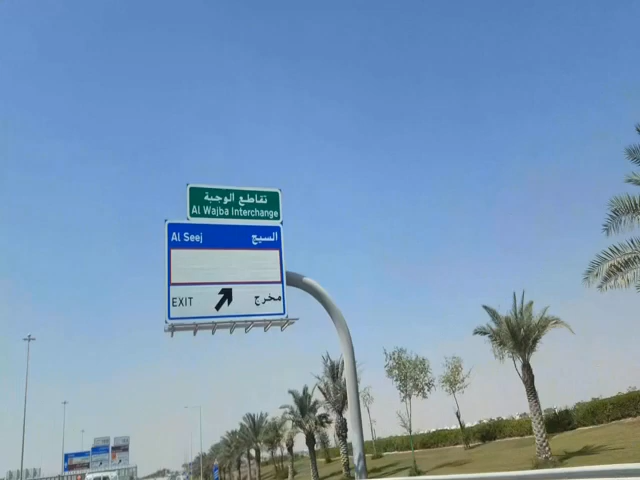 تقاطع الوجبة
Al Wajba Interchange
Al Seej السيج
EXIT مخرج